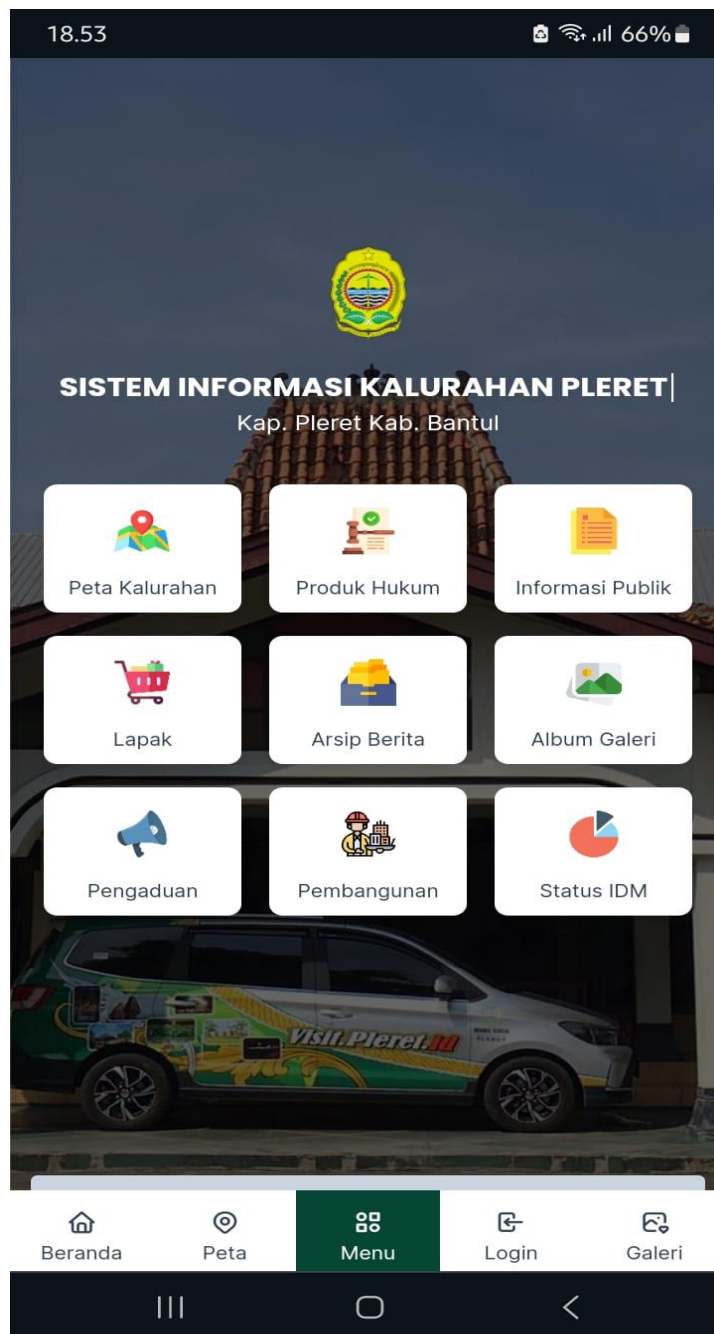 18.53
66%
SISTEM INFORMASI KALURAHAN PLERET
Kap. Pleret Kab. Bantul
Peta Kalurahan
Produk Hukum
Informasi Publik
Lapak
Arsip Berita
Album Galeri
Pengaduan
Pembangunan
Status IDM
Visit.Pleret.Id
Beranda
Peta
Menu
Login
Galeri